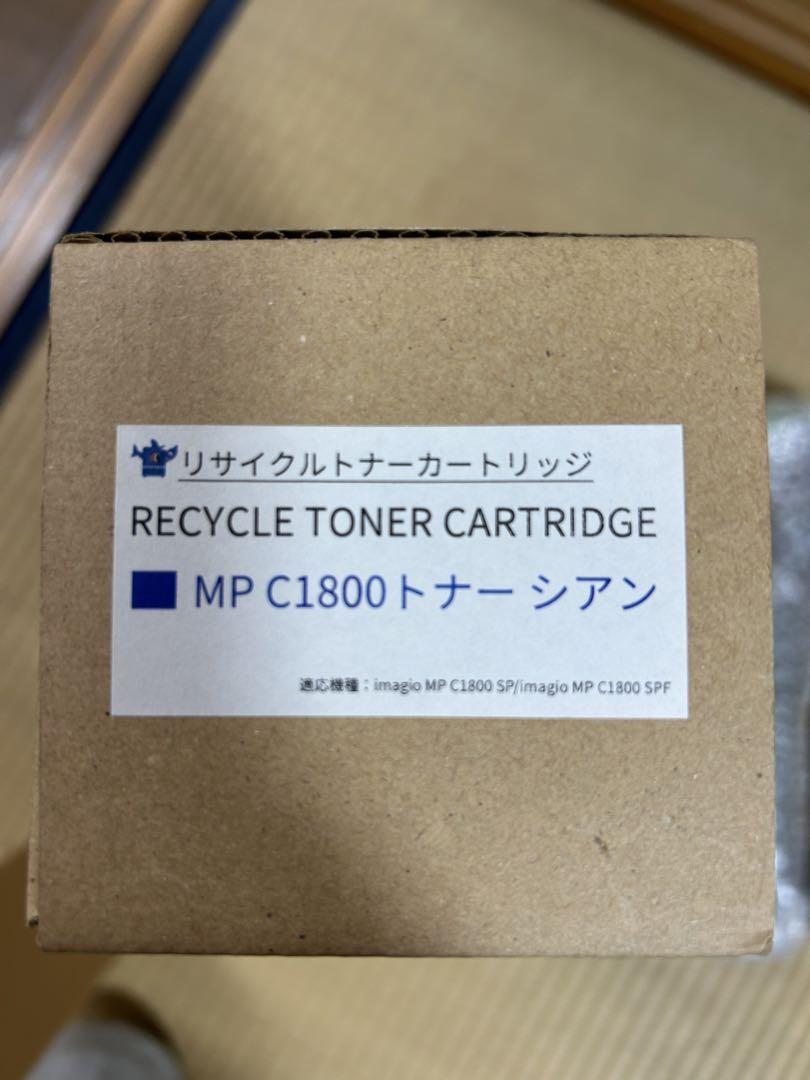 リサイクルトナーカートリッジ
RECYCLE TONER CARTRIDGE
MP C1800トナー シアン
適応機種：imagio MP C1800 SP/imagio MP C1800 SPF